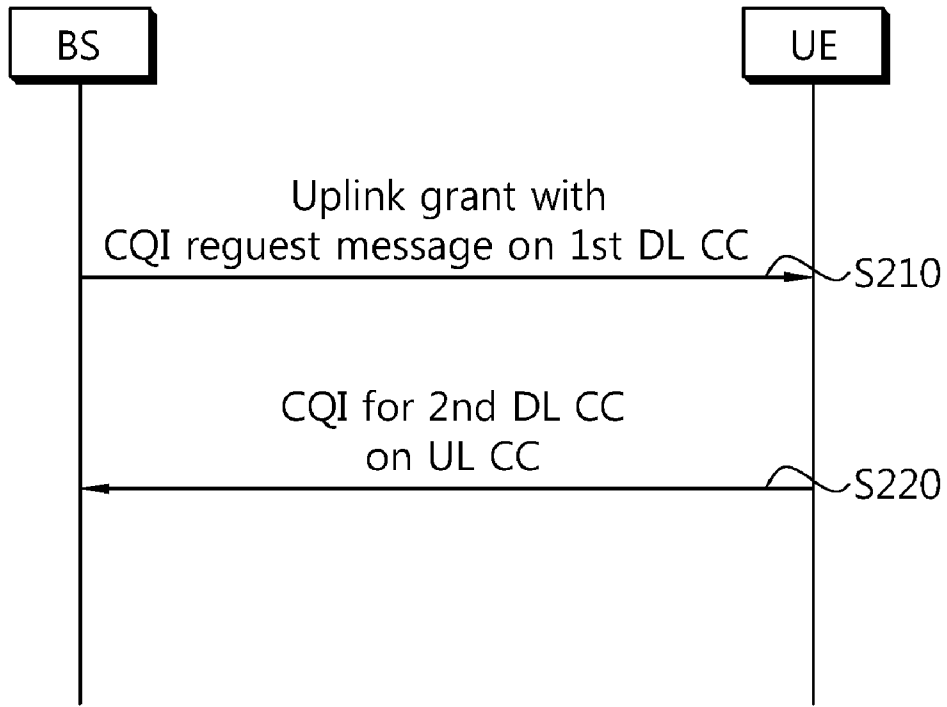 BS
UE
Uplink grant with
CQI reguest message on 1st DL CC
S210
CQI for 2nd DL CC
on UL CC
S220